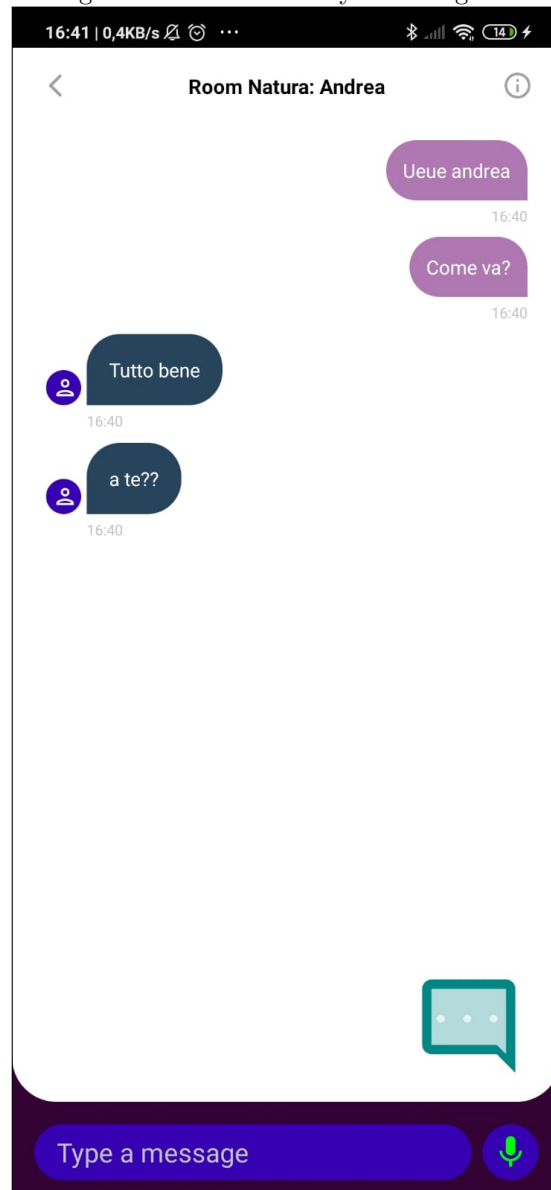 16:41 | 0,4KB/s ...
14
Room Natura: Andrea
Ueue andrea
16:40
Come va?
16:40
Tutto bene
16:40
a te??
16:40
Type a message